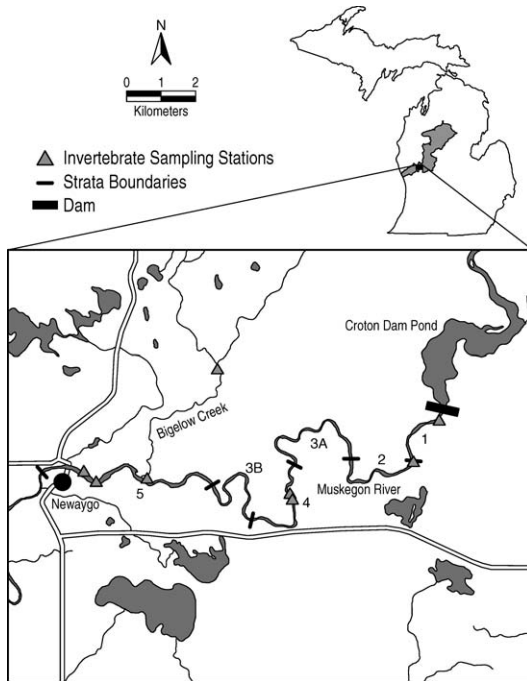 N
0 1 2
Kilometers
Invertebrate Sampling Stations
Strata Boundaries
Dam
Croton Dam Pond
Bigelow Creek
1
3A
2
3B
Muskegon River
4
5
Newaygo